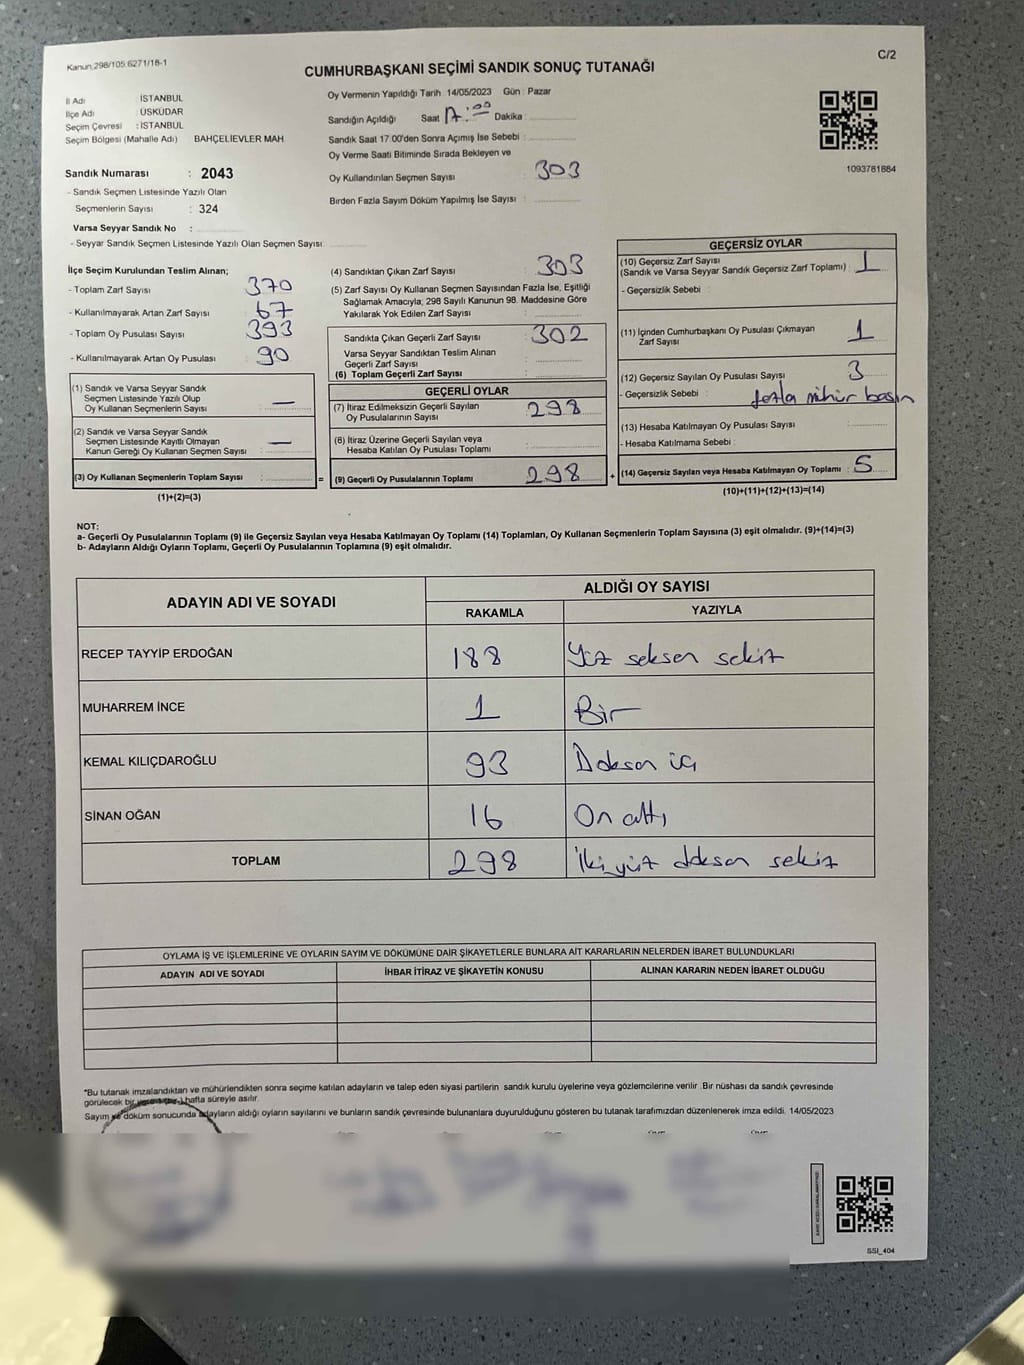 Kanun,298/105.6271/18-1
C/2
CUMHURBAŞKANI SEÇİMİ SANDIK SONUÇ TUTANAĞI
İl Adı : İSTANBUL
İlçe Adı : ÜSKÜDAR
Seçim Çevresi : İSTANBUL
Seçim Bölgesi (Mahalle Adı) BAHÇELİEVLER MAH
Sandık Numarası : 2043
- Sandık Seçmen Listesinde Yazılı Olan
Seçmenlerin Sayısı : 324
Varsa Seyyar Sandık No :
- Seyyar Sandık Seçmen Listesinde Yazılı Olan Seçmen Sayısı:
Oy Vermenin Yapıldığı Tarih :14/05/2023 Gün : Pazar
Sandığın Açıldığı Saat 17:00 Dakika :
Sandık Saat 17.00'den Sonra Açılmış İse Sebebi :
Oy Verme Saati Bitiminde Sırada Bekleyen ve
Oy Kullandırılan Seçmen Sayısı : 303
Birden Fazla Sayım Döküm Yapılmış İse Sayısı :
1093781884
İlçe Seçim Kurulundan Teslim Alınan;
- Toplam Zarf Sayısı : 370
- Kullanılmayarak Artan Zarf Sayısı : 67
- Toplam Oy Pusulası Sayısı : 393
- Kullanılmayarak Artan Oy Pusulası : 90
(1) Sandık ve Varsa Seyyar Sandık
Seçmen Listesinde Yazılı Olup
Oy Kullanan Seçmenlerin Sayısı : —
(2) Sandık ve Varsa Seyyar Sandık
Seçmen Listesinde Kayıtlı Olmayan
Kanun Gereği Oy Kullanan Seçmen Sayısı : —
(3) Oy Kullanan Seçmenlerin Toplam Sayısı : =
(1)+(2)=(3)
(4) Sandıktan Çıkan Zarf Sayısı : 303
(5) Zarf Sayısı Oy Kullanan Seçmen Sayısından Fazla İse, Eşitliği
Sağlamak Amacıyla; 298 Sayılı Kanunun 98. Maddesine Göre
Yakılarak Yok Edilen Zarf Sayısı :
Sandıkta Çıkan Geçerli Zarf Sayısı : 302
Varsa Seyyar Sandıktan Teslim Alınan
Geçerli Zarf Sayısı :
(6) Toplam Geçerli Zarf Sayısı :
GEÇERLİ OYLAR
(7) İtiraz Edilmeksizin Geçerli Sayılan
Oy Pusulalarının Sayısı : 298
(8) İtiraz Üzerine Geçerli Sayılan veya
Hesaba Katılan Oy Pusulası Toplamı :
(9) Geçerli Oy Pusulalarının Toplamı : 298 +
GEÇERSİZ OYLAR
(10) Geçersiz Zarf Sayısı
(Sandık ve Varsa Seyyar Sandık Geçersiz Zarf Toplamı) : 1
- Geçersizlik Sebebi :
(11) İçinden Cumhurbaşkanı Oy Pusulası Çıkmayan
Zarf Sayısı : 1
(12) Geçersiz Sayılan Oy Pusulası Sayısı : 3
- Geçersizlik Sebebi : fazla mühür basın
(13) Hesaba Katılmayan Oy Pusulası Sayısı :
- Hesaba Katılmama Sebebi :
(14) Geçersiz Sayılan veya Hesaba Katılmayan Oy Toplamı : 5
(10)+(11)+(12)+(13)=(14)
NOT:
a- Geçerli Oy Pusulalarının Toplamı (9) ile Geçersiz Sayılan veya Hesaba Katılmayan Oy Toplamı (14) Toplamları, Oy Kullanan Seçmenlerin Toplam Sayısına (3) eşit olmalıdır. (9)+(14)=(3)
b- Adayların Aldığı Oyların Toplamı, Geçerli Oy Pusulalarının Toplamına (9) eşit olmalıdır.
ADAYIN ADI VE SOYADI
ALDIĞI OY SAYISI
RAKAMLA YAZIYLA
RECEP TAYYİP ERDOĞAN 188 Yüz seksen sekiz
MUHARREM İNCE 1 Bir
KEMAL KILIÇDAROĞLU 93 Doksan üç
SİNAN OĞAN 16 On altı
TOPLAM 298 İki yüz doksan sekiz
OYLAMA İŞ VE İŞLEMLERİNE VE OYLARIN SAYIM VE DÖKÜMÜNE DAİR ŞİKAYETLERLE BUNLARA AİT KARARLARIN NELERDEN İBARET BULUNDUKLARI
ADAYIN ADI VE SOYADI İHBAR İTİRAZ VE ŞİKAYETİN KONUSU ALINAN KARARIN NEDEN İBARET OLDUĞU
*Bu tutanak imzalandıktan ve mühürlendikten sonra seçime katılan adayların ve talep eden siyasi partilerin sandık kurulu üyelerine veya gözlemcilerine verilir. Bir nüshası da sandık çevresinde
görülecek bir hafta süreyle asılır.
Sayım ve döküm sonucunda adayların aldığı oyların sayılarını ve bunların sandık çevresinde bulunanlara duyurulduğunu gösteren bu tutanak tarafımızdan düzenlenerek imza edildi. 14/05/2023
SSI_404